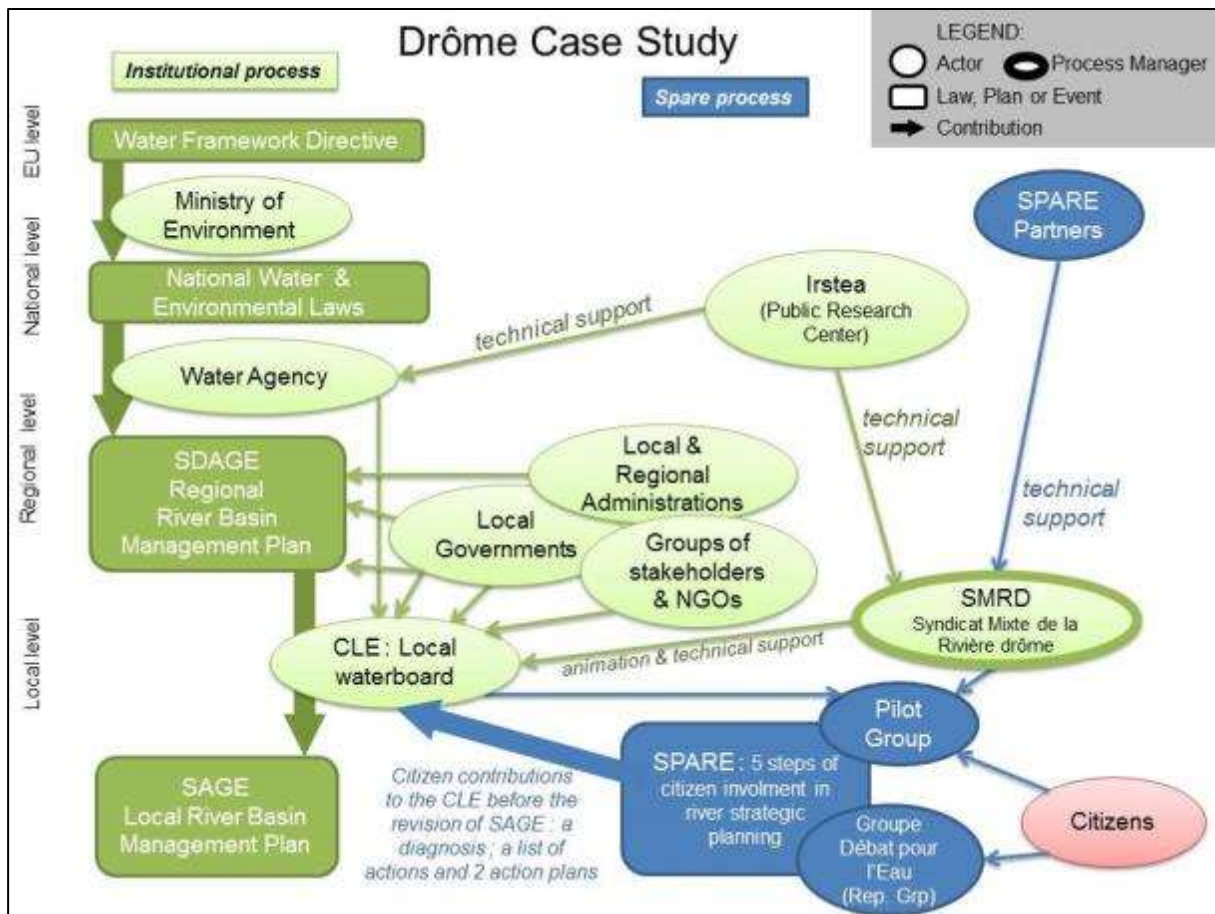 Drôme Case Study
Institutional process
Spare process
LEGEND:
Actor
Process Manager
Law, Plan or Event
Contribution
EU level
National level
Regional level
Local level
Water Framework Directive
Ministry of
Environment
National Water &
Environmental Laws
Water Agency
SDAGE
Regional
River Basin
Management Plan
SAGE
Local River Basin
Management Plan
technical support
Irstea
(Public Research
Center)
SPARE
Partners
technical
support
technical
support
Local &
Regional
Administrations
Local
Governments
Groups of
stakeholders
& NGOs
SMRD
Syndicat Mixte de la
Rivière drôme
CLE : Local
waterboard
animation & technical support
Pilot
Group
SPARE : 5 steps of
citizen involment in
river strategic
planning
Groupe
Débat pour
l'Eau
(Rep. Grp)
Citizens
Citizen contributions
to the CLE before the
revision of SAGE : a
diagnosis ; a list of
actions and 2 action plans